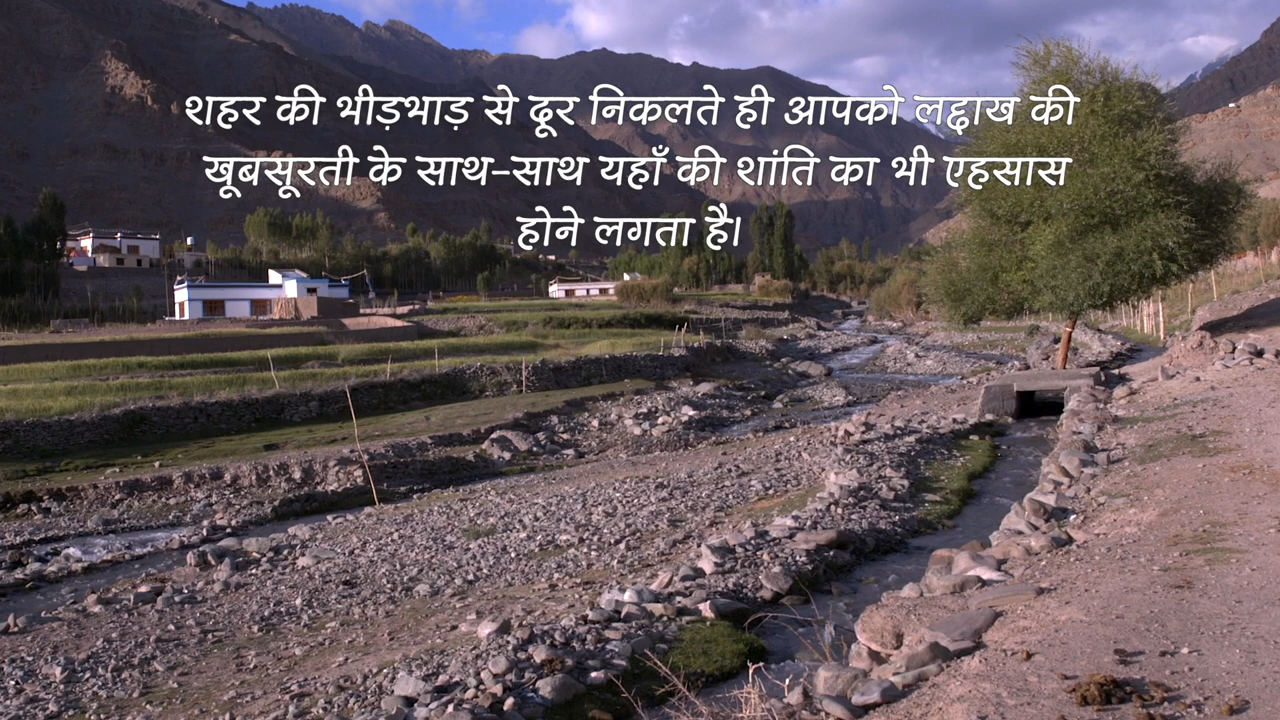 शहर की भीड़भाड़ से दूर निकलते ही आपको लद्दाख की
खूबसूरती के साथ-साथ यहाँ की शांति का भी एहसास
होने लगता है।